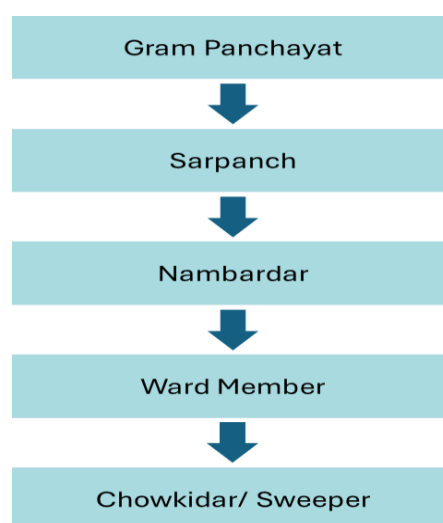 Gram Panchayat
Sarpanch
Nambardar
Ward Member
Chowkidar/ Sweeper